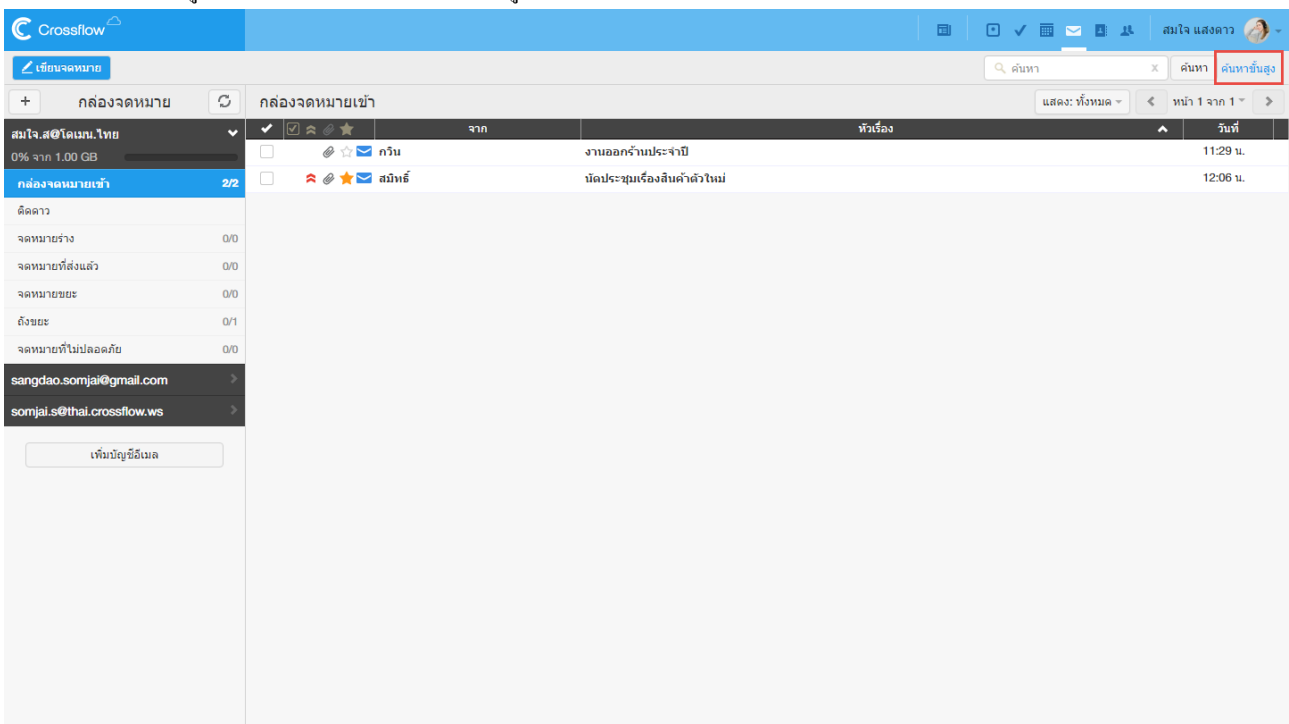 Crossflow
สมใจ แสงดาว
เขียนจดหมาย
ค้นหา
x
ค้นหา
ค้นหาขั้นสูง
+ กล่องจดหมาย
กล่องจดหมายเข้า
แสดง: ทั้งหมด
หน้า 1 จาก 1
สมใจ.ส@โดเมน.ไทย
0% จาก 1.00 GB
จาก หัวเรื่อง วันที่
กวิน งานออกร้านประจำปี 11:29 น.
สมิทธิ์ นัดประชุมเรื่องสินค้าตัวใหม่ 12:06 น.
กล่องจดหมายเข้า 2/2
ติดดาว
จดหมายร่าง 0/0
จดหมายที่ส่งแล้ว 0/0
จดหมายขยะ 0/0
ถังขยะ 0/1
จดหมายที่ไม่ปลอดภัย 0/0
sangdao.somjai@gmail.com
somjai.s@thai.crossflow.ws
เพิ่มบัญชีอีเมล